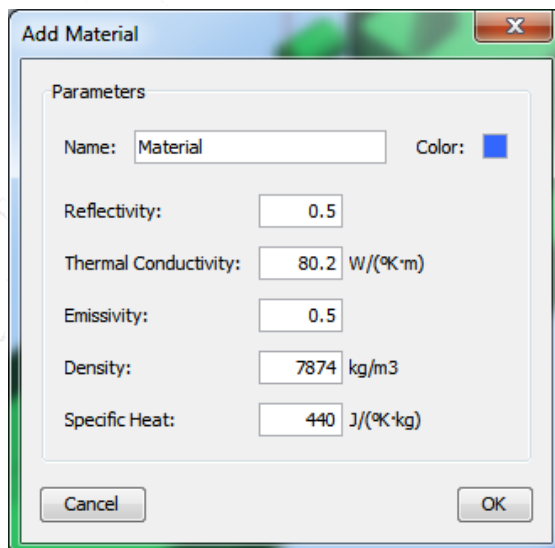 Add Material
Parameters
Name: Material Color:
Reflectivity: 0.5
Thermal Conductivity: 80.2 W/(ºK·m)
Emissivity: 0.5
Density: 7874 kg/m3
Specific Heat: 440 J/(ºK·kg)
Cancel OK